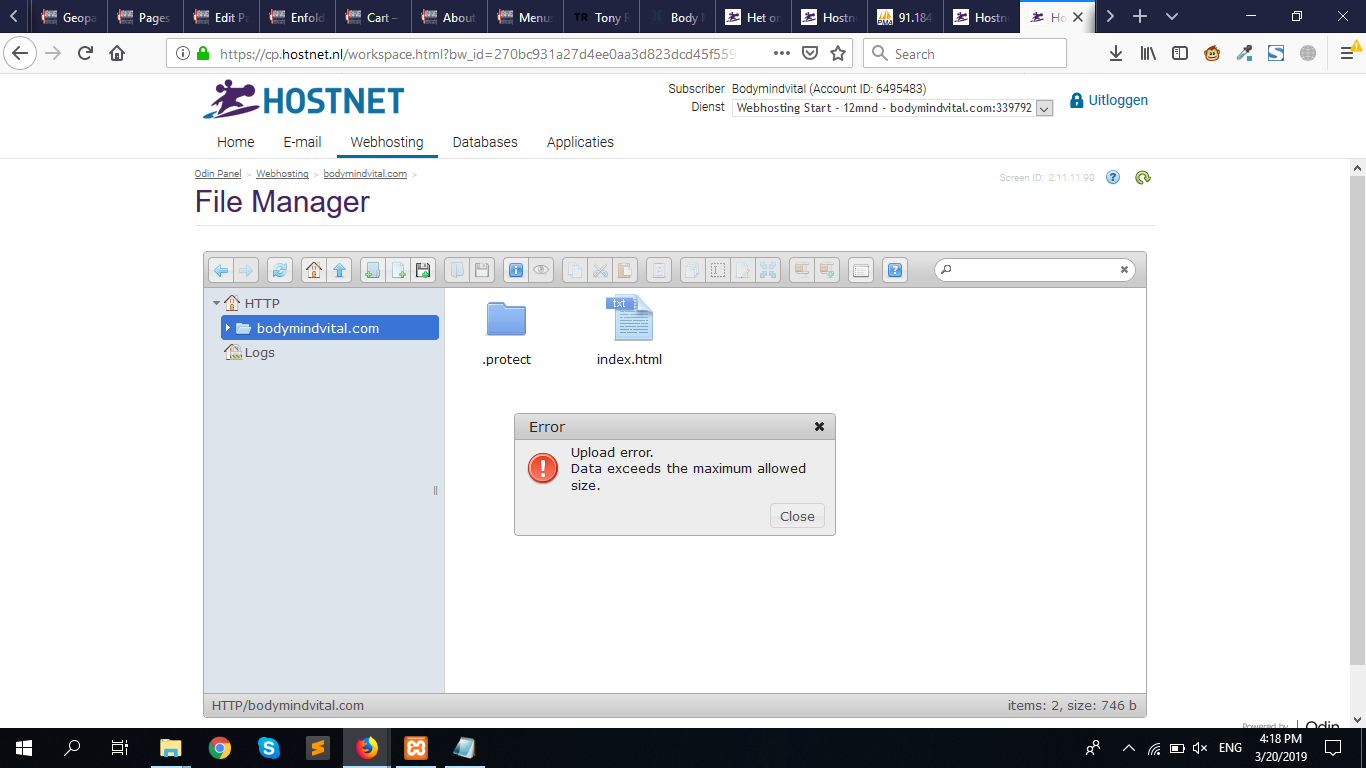 Geopa
Pages
Edit Pa
Enfold
Cart –
About
Menus
TR Tony R
Body M
Het or
Hostne
91.184
Hostne
Ho
https://cp.hostnet.nl/workspace.html?bw_id=270bc931a27d4ee0aa3d823dcd45f559
Search
HOSTNET
Subscriber Bodymindvital (Account ID: 6495483)
Dienst Webhosting Start - 12mnd - bodymindvital.com:339792
Uitloggen
Home E-mail Webhosting Databases Applicaties
Odin Panel > Webhosting > bodymindvital.com >
Screen ID: 2.11.11.90
File Manager
HTTP
bodymindvital.com
Logs
.protect
txt
index.html
Error
Upload error.
Data exceeds the maximum allowed
size.
Close
HTTP/bodymindvital.com
items: 2, size: 746 b
Powered by Odin
ENG
4:18 PM
3/20/2019